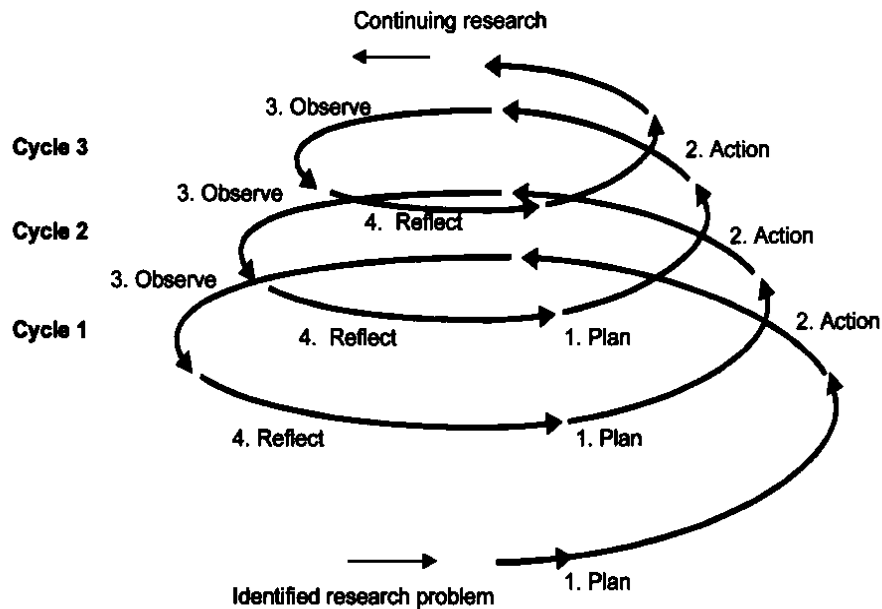 Continuing research
3. Observe
Cycle 3
2. Action
3. Observe
4. Reflect
Cycle 2
2. Action
3. Observe
Cycle 1
4. Reflect
1. Plan
2. Action
4. Reflect
1. Plan
1. Plan
Identified research problem